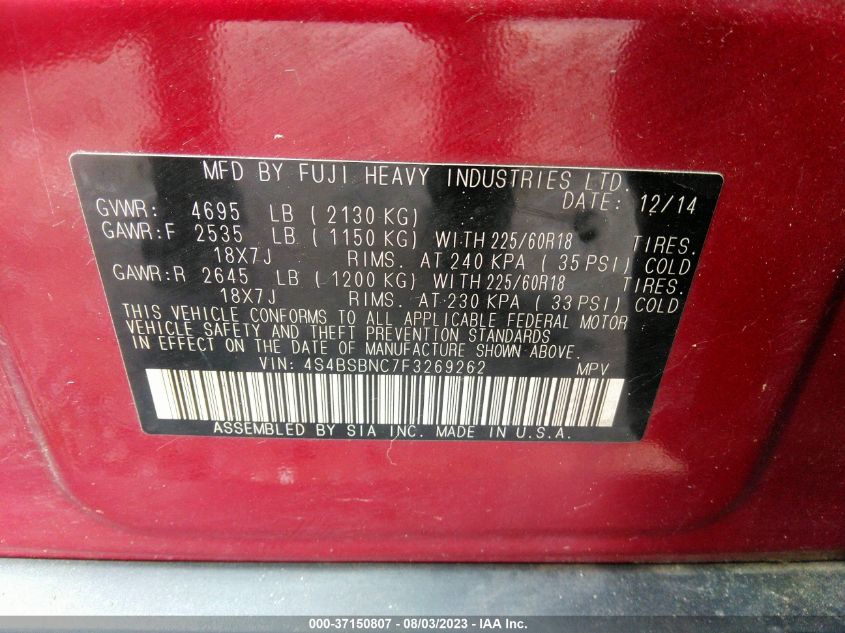 MFD BY FUJI HEAVY INDUSTRIES LTD.
DATE: 12/14
GVWR: 4695 LB ( 2130 KG)
GAWR:F 2535 LB ( 1150 KG) WITH 225/60R18 TIRES.
18X7J RIMS. AT 240 KPA ( 35 PSI) COLD
GAWR:R 2645 LB ( 1200 KG) WITH 225/60R18 TIRES.
18X7J RIMS. AT 230 KPA ( 33 PSI) COLD
THIS VEHICLE CONFORMS TO ALL APPLICABLE FEDERAL MOTOR
VEHICLE SAFETY AND THEFT PREVENTION STANDARDS
IN EFFECT ON THE DATE OF MANUFACTURE SHOWN ABOVE.
VIN: 4S4BSBNC7F3269262 MPV
ASSEMBLED BY SIA INC. MADE IN U.S.A.
000-37150807 - 08/03/2023 - IAA Inc.